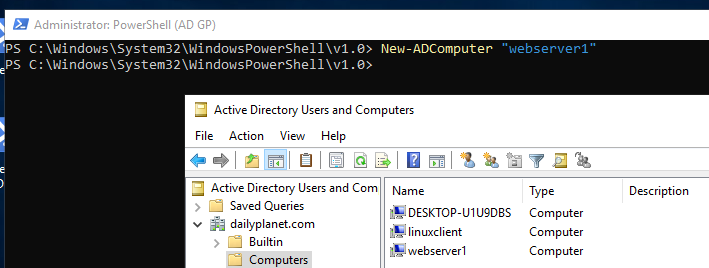 Administrator: PowerShell (AD GP)
PS C:\Windows\System32\WindowsPowerShell\v1.0> New-ADComputer "webserver1"
PS C:\Windows\System32\WindowsPowerShell\v1.0>
Active Directory Users and Computers
File Action View Help
Active Directory Users and Com
Saved Queries
dailyplanet.com
Builtin
Computers
Name Type Description
DESKTOP-U1U9DBS Computer
linuxclient Computer
webserver1 Computer